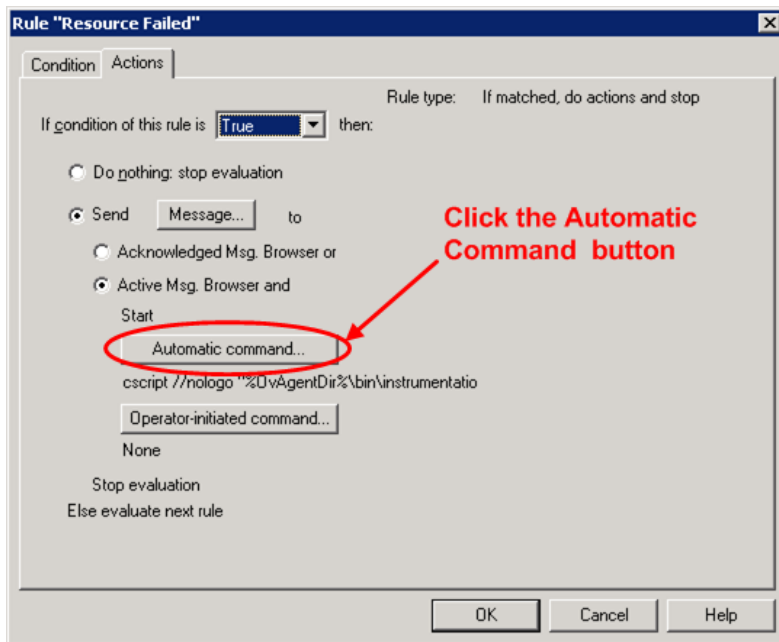 Rule "Resource Failed"
Condition Actions
Rule type: If matched, do actions and stop
If condition of this rule is True then:
Do nothing: stop evaluation
Send Message... to
Click the Automatic
Command button
Acknowledged Msg. Browser or
Active Msg. Browser and
Start
Automatic command...
cscript //nologo "%OvAgentDir%\bin\instrumentatio
Operator-initiated command...
None
Stop evaluation
Else evaluate next rule
OK Cancel Help